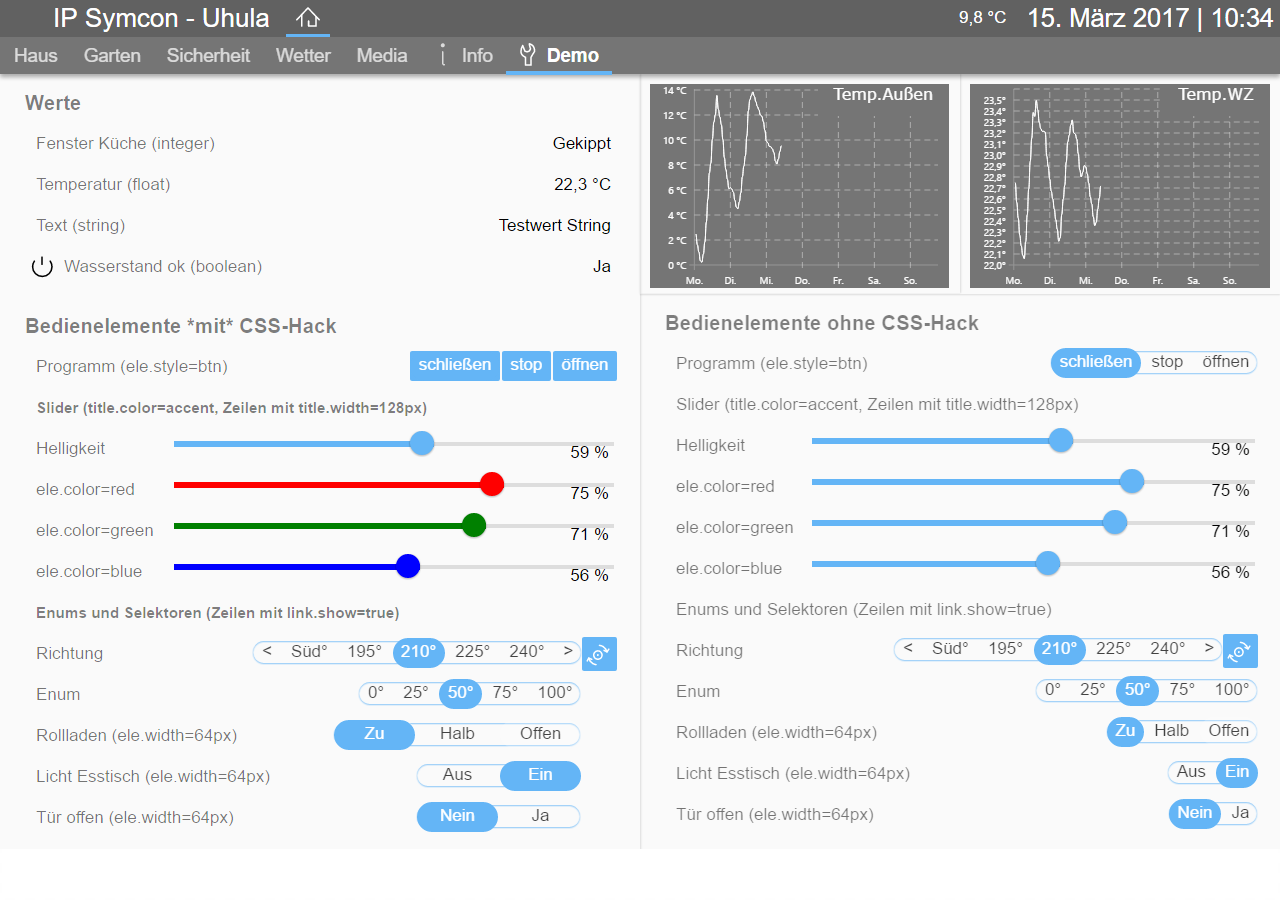 IP Symcon - Uhula
9,8 °C 15. März 2017 | 10:34
Haus Garten Sicherheit Wetter Media Info Demo
Werte
Fenster Küche (integer) Gekippt
Temperatur (float) 22,3 °C
Text (string) Testwert String
Wasserstand ok (boolean) Ja
Temp.Außen
14 °C
12 °C
10 °C
8 °C
6 °C
4 °C
2 °C
0 °C
Mo. Di. Mi. Do. Fr. Sa. So.
Temp.WZ
23,5°
23,4°
23,3°
23,2°
23,1°
23,0°
22,9°
22,8°
22,7°
22,6°
22,5°
22,4°
22,3°
22,2°
22,1°
22,0°
Mo. Di. Mi. Do. Fr. Sa. So.
Bedienelemente *mit* CSS-Hack
Programm (ele.style=btn) schließen stop öffnen
Slider (title.color=accent, Zeilen mit title.width=128px)
Helligkeit 59 %
ele.color=red 75 %
ele.color=green 71 %
ele.color=blue 56 %
Enums und Selektoren (Zeilen mit link.show=true)
Richtung < Süd° 195° 210° 225° 240° >
Enum 0° 25° 50° 75° 100°
Rollladen (ele.width=64px) Zu Halb Offen
Licht Esstisch (ele.width=64px) Aus Ein
Tür offen (ele.width=64px) Nein Ja
Bedienelemente ohne CSS-Hack
Programm (ele.style=btn) schließen stop öffnen
Slider (title.color=accent, Zeilen mit title.width=128px)
Helligkeit 59 %
ele.color=red 75 %
ele.color=green 71 %
ele.color=blue 56 %
Enums und Selektoren (Zeilen mit link.show=true)
Richtung < Süd° 195° 210° 225° 240° >
Enum 0° 25° 50° 75° 100°
Rollladen (ele.width=64px) Zu Halb Offen
Licht Esstisch (ele.width=64px) Aus Ein
Tür offen (ele.width=64px) Nein Ja